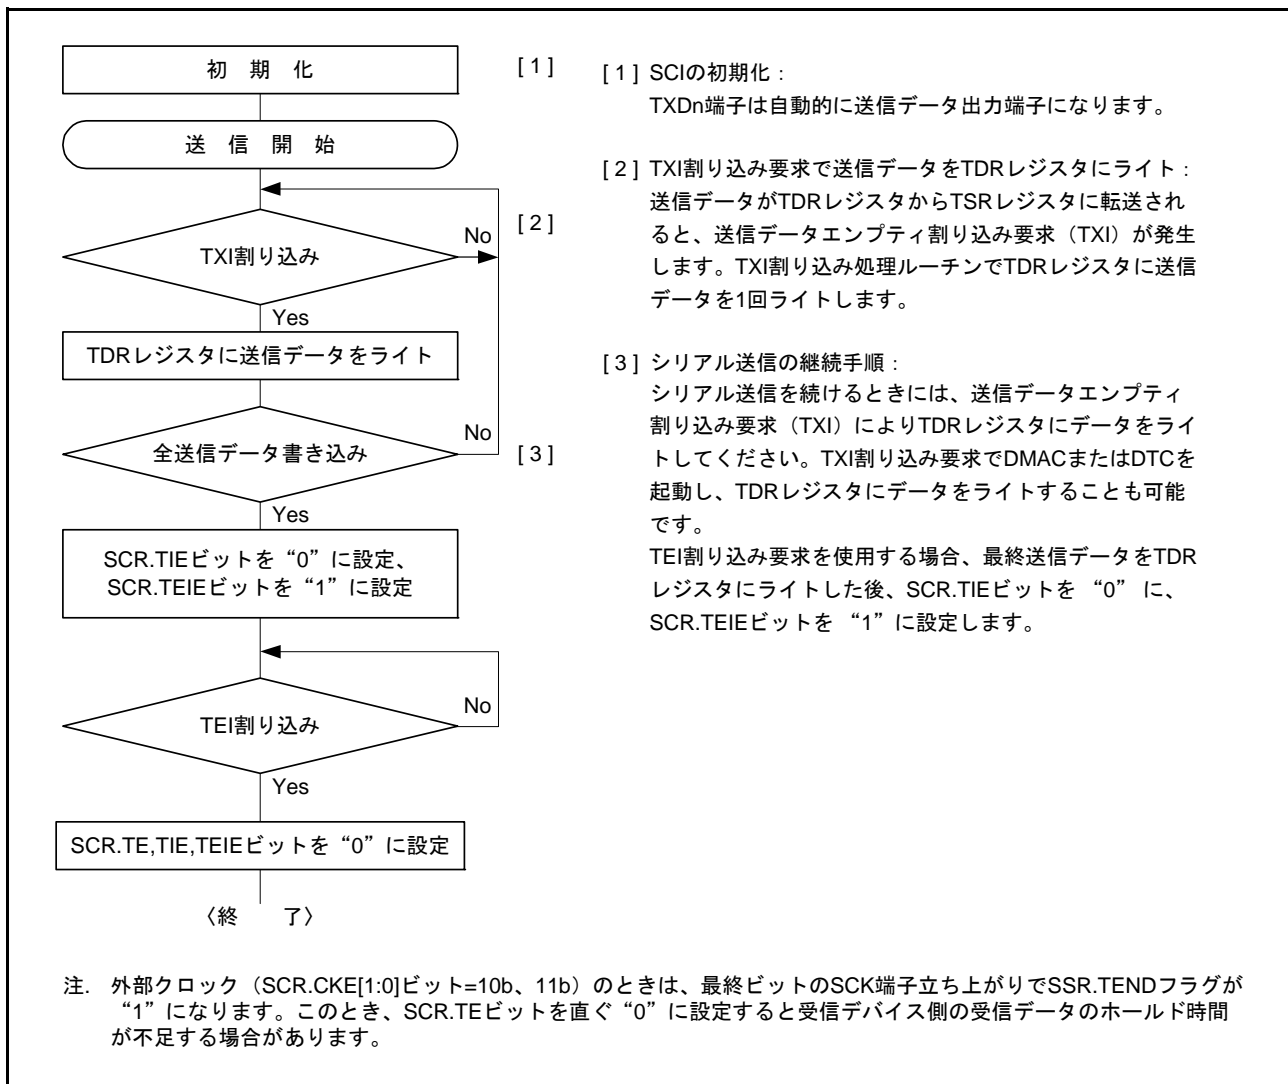 初 期 化
[ 1 ]
送 信 開 始
TXI割り込み
No
[ 2 ]
Yes
TDRレジスタに送信データをライト
全送信データ書き込み
No
[ 3 ]
Yes
SCR.TIEビットを“0”に設定、
SCR.TEIEビットを“1”に設定
TEI割り込み
No
Yes
SCR.TE,TIE,TEIEビットを“0”に設定
〈終 了〉
[ 1 ] SCIの初期化：
TXDn端子は自動的に送信データ出力端子になります。
[ 2 ] TXI割り込み要求で送信データをTDRレジスタにライト：
送信データがTDRレジスタからTSRレジスタに転送され
ると、送信データエンプティ割り込み要求（TXI）が発生
します。TXI割り込み処理ルーチンでTDRレジスタに送信
データを1回ライトします。
[ 3 ] シリアル送信の継続手順：
シリアル送信を続けるときには、送信データエンプティ
割り込み要求（TXI）によりTDRレジスタにデータをライ
トしてください。TXI割り込み要求でDMACまたはDTCを
起動し、TDRレジスタにデータをライトすることも可能
です。
TEI割り込み要求を使用する場合、最終送信データをTDR
レジスタにライトした後、SCR.TIEビットを “0” に、
SCR.TEIEビットを “1”に設定します。
注. 外部クロック（SCR.CKE[1:0]ビット=10b、11b）のときは、最終ビットのSCK端子立ち上がりでSSR.TENDフラグが
“1”になります。このとき、SCR.TEビットを直ぐ“0”に設定すると受信デバイス側の受信データのホールド時間
が不足する場合があります。